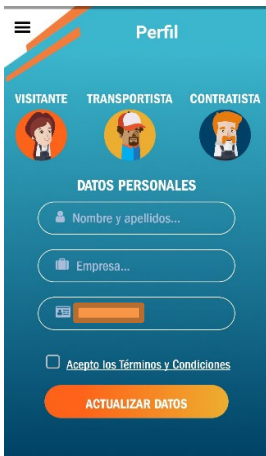 Perfil
VISITANTE TRANSPORTISTA CONTRATISTA
DATOS PERSONALES
Nombre y apellidos...
Empresa...
Acepto los Términos y Condiciones
ACTUALIZAR DATOS